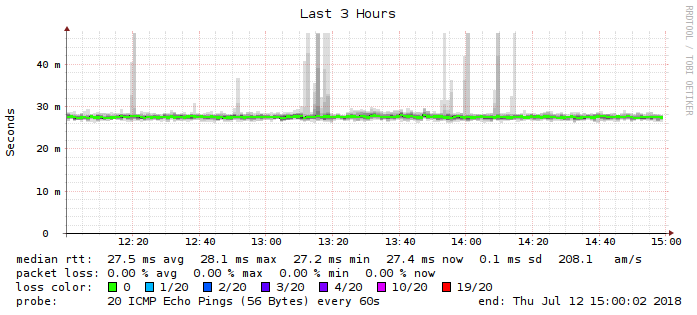 Last 3 Hours
RRDTOOL / TOBI OETIKER
Seconds
40 m
30 m
20 m
10 m
0
12:20 12:40 13:00 13:20 13:40 14:00 14:20 14:40 15:00
median rtt: 27.5 ms avg 28.1 ms max 27.2 ms min 27.4 ms now 0.1 ms sd 208.1 am/s
packet loss: 0.00 % avg 0.00 % max 0.00 % min 0.00 % now
loss color: 0 1/20 2/20 3/20 4/20 10/20 19/20
probe: 20 ICMP Echo Pings (56 Bytes) every 60s end: Thu Jul 12 15:00:02 2018